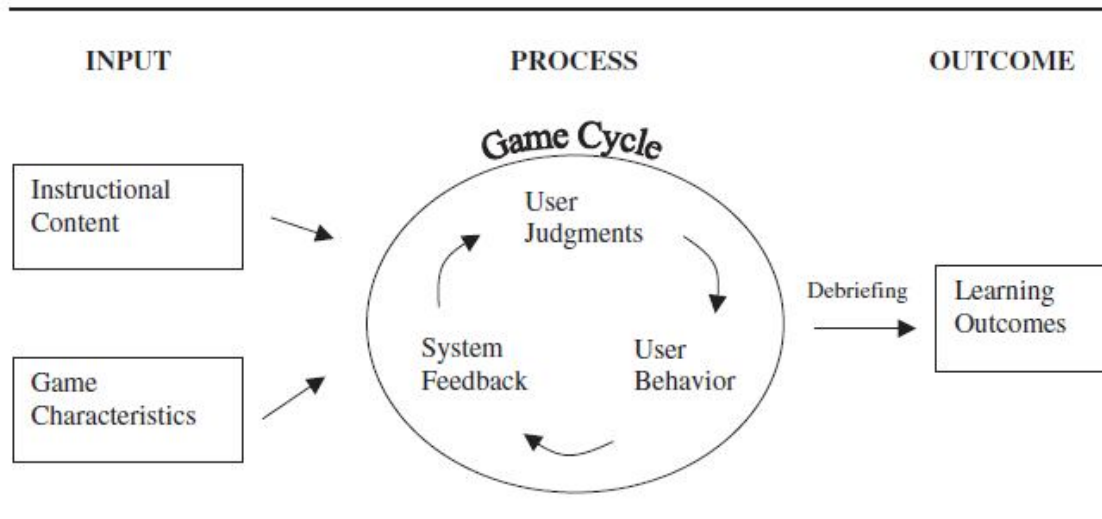 INPUT
PROCESS
OUTCOME
Game Cycle
Instructional
Content
Game
Characteristics
User
Judgments
System
Feedback
User
Behavior
Debriefing
Learning
Outcomes